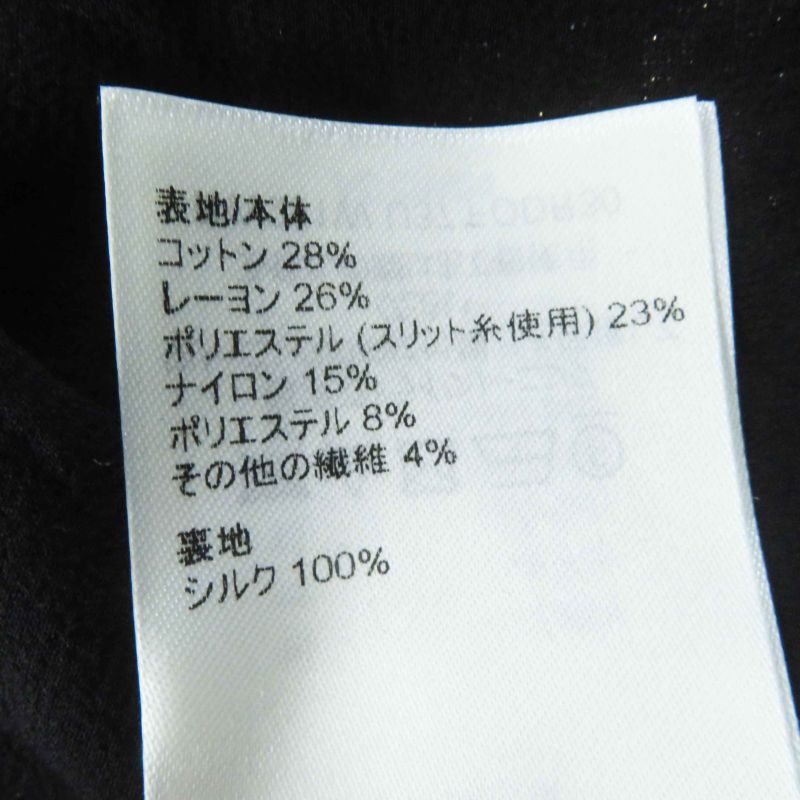 表地/本体
コットン 28%
レーヨン 26%
ポリエステル (スリット糸使用) 23%
ナイロン 15%
ポリエステル 8%
その他の繊維 4%
裏地
シルク 100%